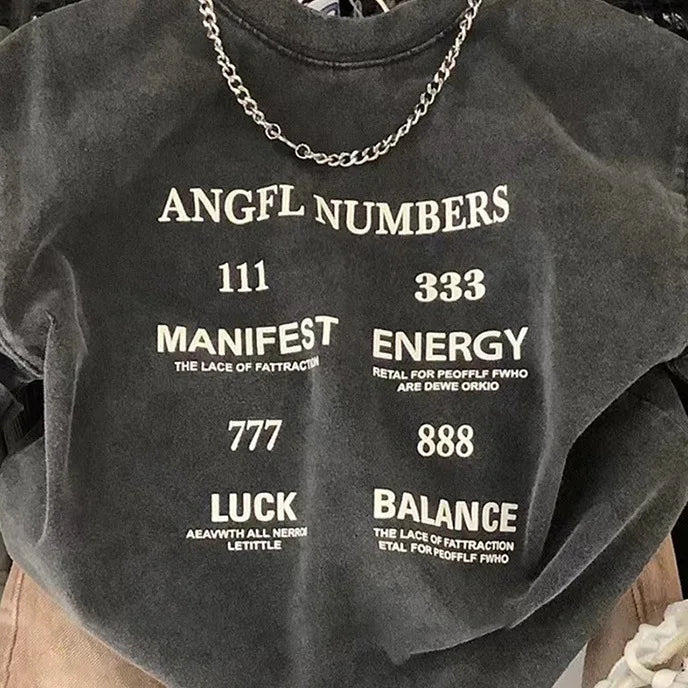 ANGFL NUMBERS
111
333
MANIFEST
THE LACE OF FATTRACTION
ENERGY
RETAL FOR PEOFFLF FWHO
ARE DEWE ORKIO
777
888
LUCK
AEAVWTH ALL NERROI
LETITTLE
BALANCE
THE LACE OF FATTRACTION
ETAL FOR PEOFFLF FWHO